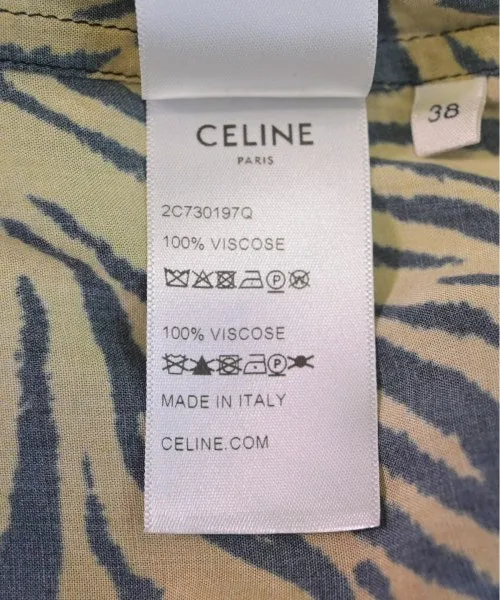 CELINE
PARIS
38
2C730197Q
100% VISCOSE
P W
100% VISCOSE
P
MADE IN ITALY
CELINE.COM